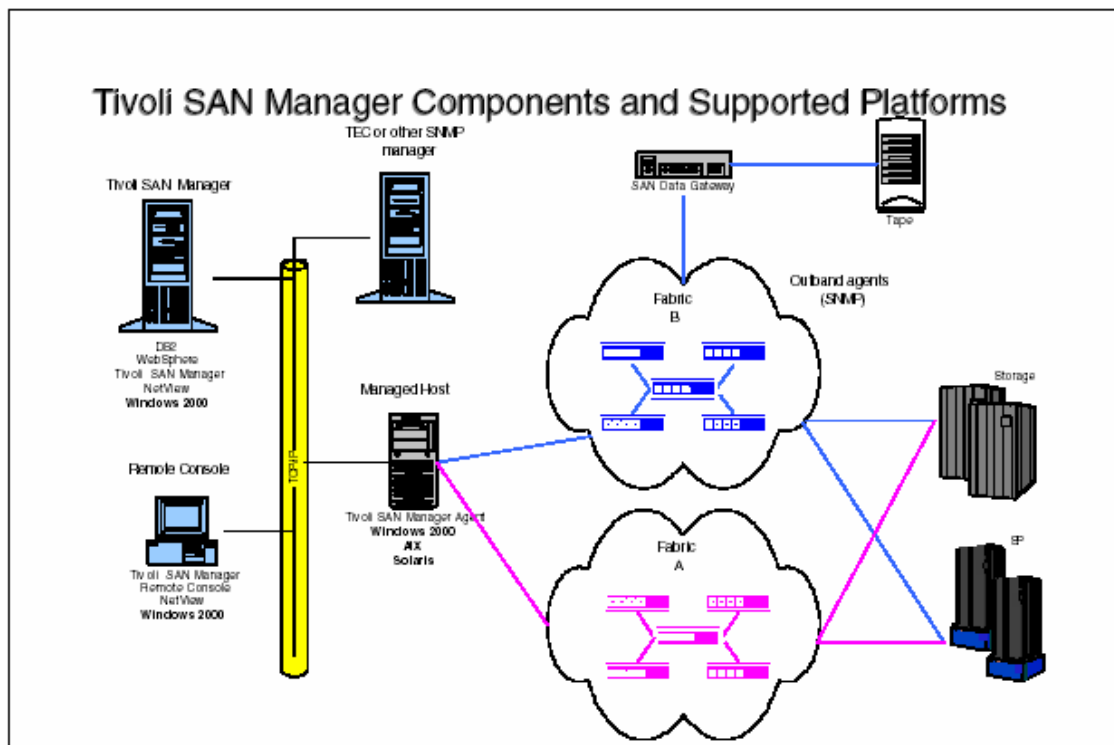 Tivoli SAN Manager Components and Supported Platforms
TEC or other SNMP
manager
Tivoli SAN Manager
DB2
WebSphere
Tivoli SAN Manager
NetView
Windows 2000
Remote Console
Tivoli SAN Manager
Remote Console
NetView
Windows 2000
TCP/IP
Managed Host
Tivoli SAN Manager Agent
Windows 2000
AIX
Solaris
SAN Data Gateway
Tape
Outband agents
(SNMP)
Fabric
B
Fabric
A
Storage
SP